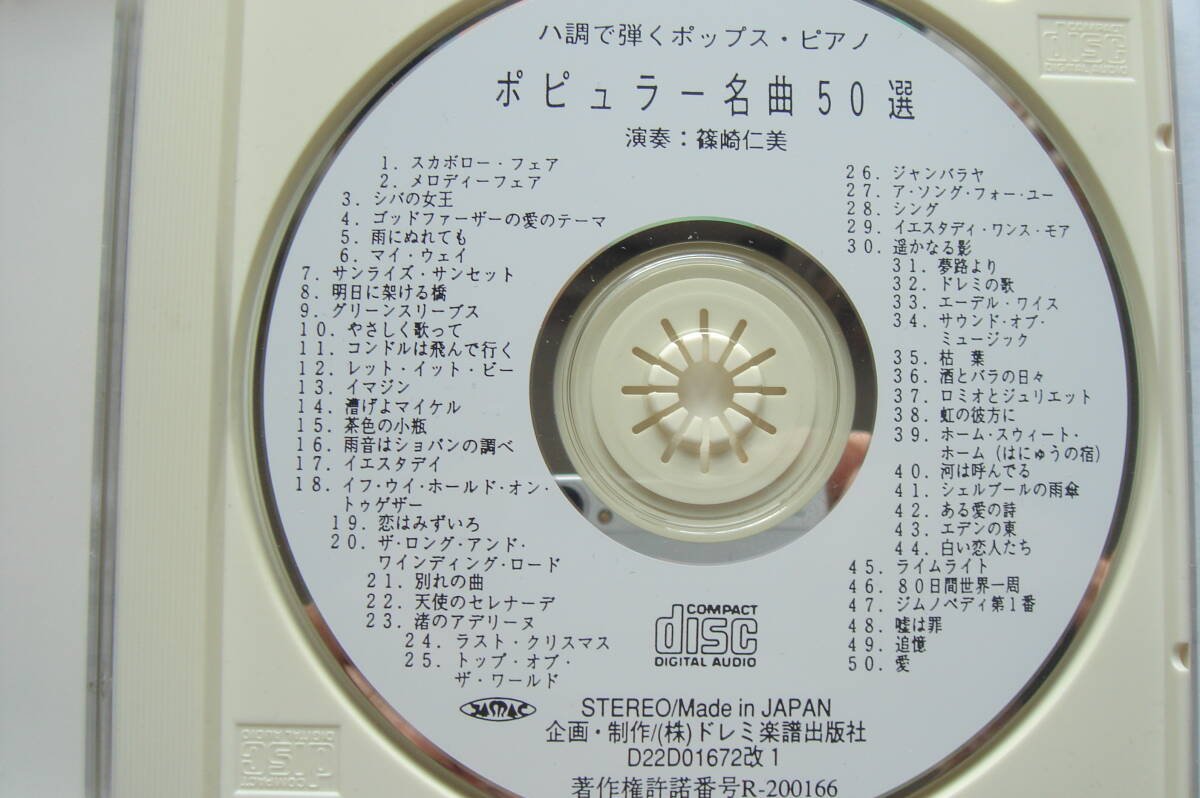 ハ調で弾くポップス・ピアノ
ポピュラー名曲50選
演奏：篠崎仁美
1. スカボロー・フェア
2. メロディーフェア
3. シバの女王
4. ゴッドファーザーの愛のテーマ
5. 雨にぬれても
6. マイ・ウェイ
7. サンライズ・サンセット
8. 明日に架ける橋
9. グリーンスリーブス
10. やさしく歌って
11. コンドルは飛んで行く
12. レット・イット・ビー
13. イマジン
14. 漕げよマイケル
15. 茶色の小瓶
16. 雨音はショパンの調べ
17. イエスタデイ
18. イフ・ウイ・ホールド・オン・
トゥゲザー
19. 恋はみずいろ
20. ザ・ロング・アンド・
ワインディング・ロード
21. 別れの曲
22. 天使のセレナーデ
23. 渚のアデリーヌ
24. ラスト・クリスマス
25. トップ・オブ・
ザ・ワールド
26. ジャンバラヤ
27. ア・ソング・フォー・ユー
28. シング
29. イエスタデイ・ワンス・モア
30. 遥かなる影
31. 夢路より
32. ドレミの歌
33. エーデル・ワイス
34. サウンド・オブ・
ミュージック
35. 枯 葉
36. 酒とバラの日々
37. ロミオとジュリエット
38. 虹の彼方に
39. ホーム・スウィート・
ホーム (はにゅうの宿)
40. 河は呼んでる
41. シェルブールの雨傘
42. ある愛の詩
43. エデンの東
44. 白い恋人たち
45. ライムライト
46. 80日間世界一周
47. ジムノペディ第1番
48. 嘘は罪
49. 追憶
50. 愛
COMPACT
disc
DIGITAL AUDIO
JASRAC
STEREO/Made in JAPAN
企画・制作/(株)ドレミ楽譜出版社
D22D01672改1
著作権許諾番号R-200166
COMPACT
disc
DIGITAL AUDIO
COMPACT
disc
DIGITAL AUDIO